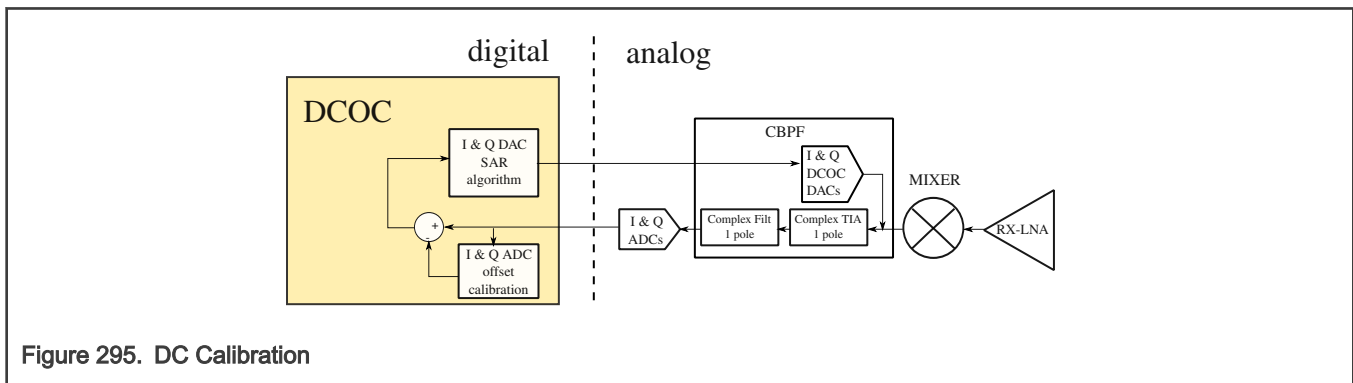 digital
analog
DCOC
I & Q DAC
SAR
algorithm
+
-
I & Q ADC
offset
calibration
I & Q
ADCs
CBPF
I & Q
DCOC
DACs
Complex Filt
1 pole
Complex TIA
1 pole
MIXER
RX-LNA
Figure 295. DC Calibration